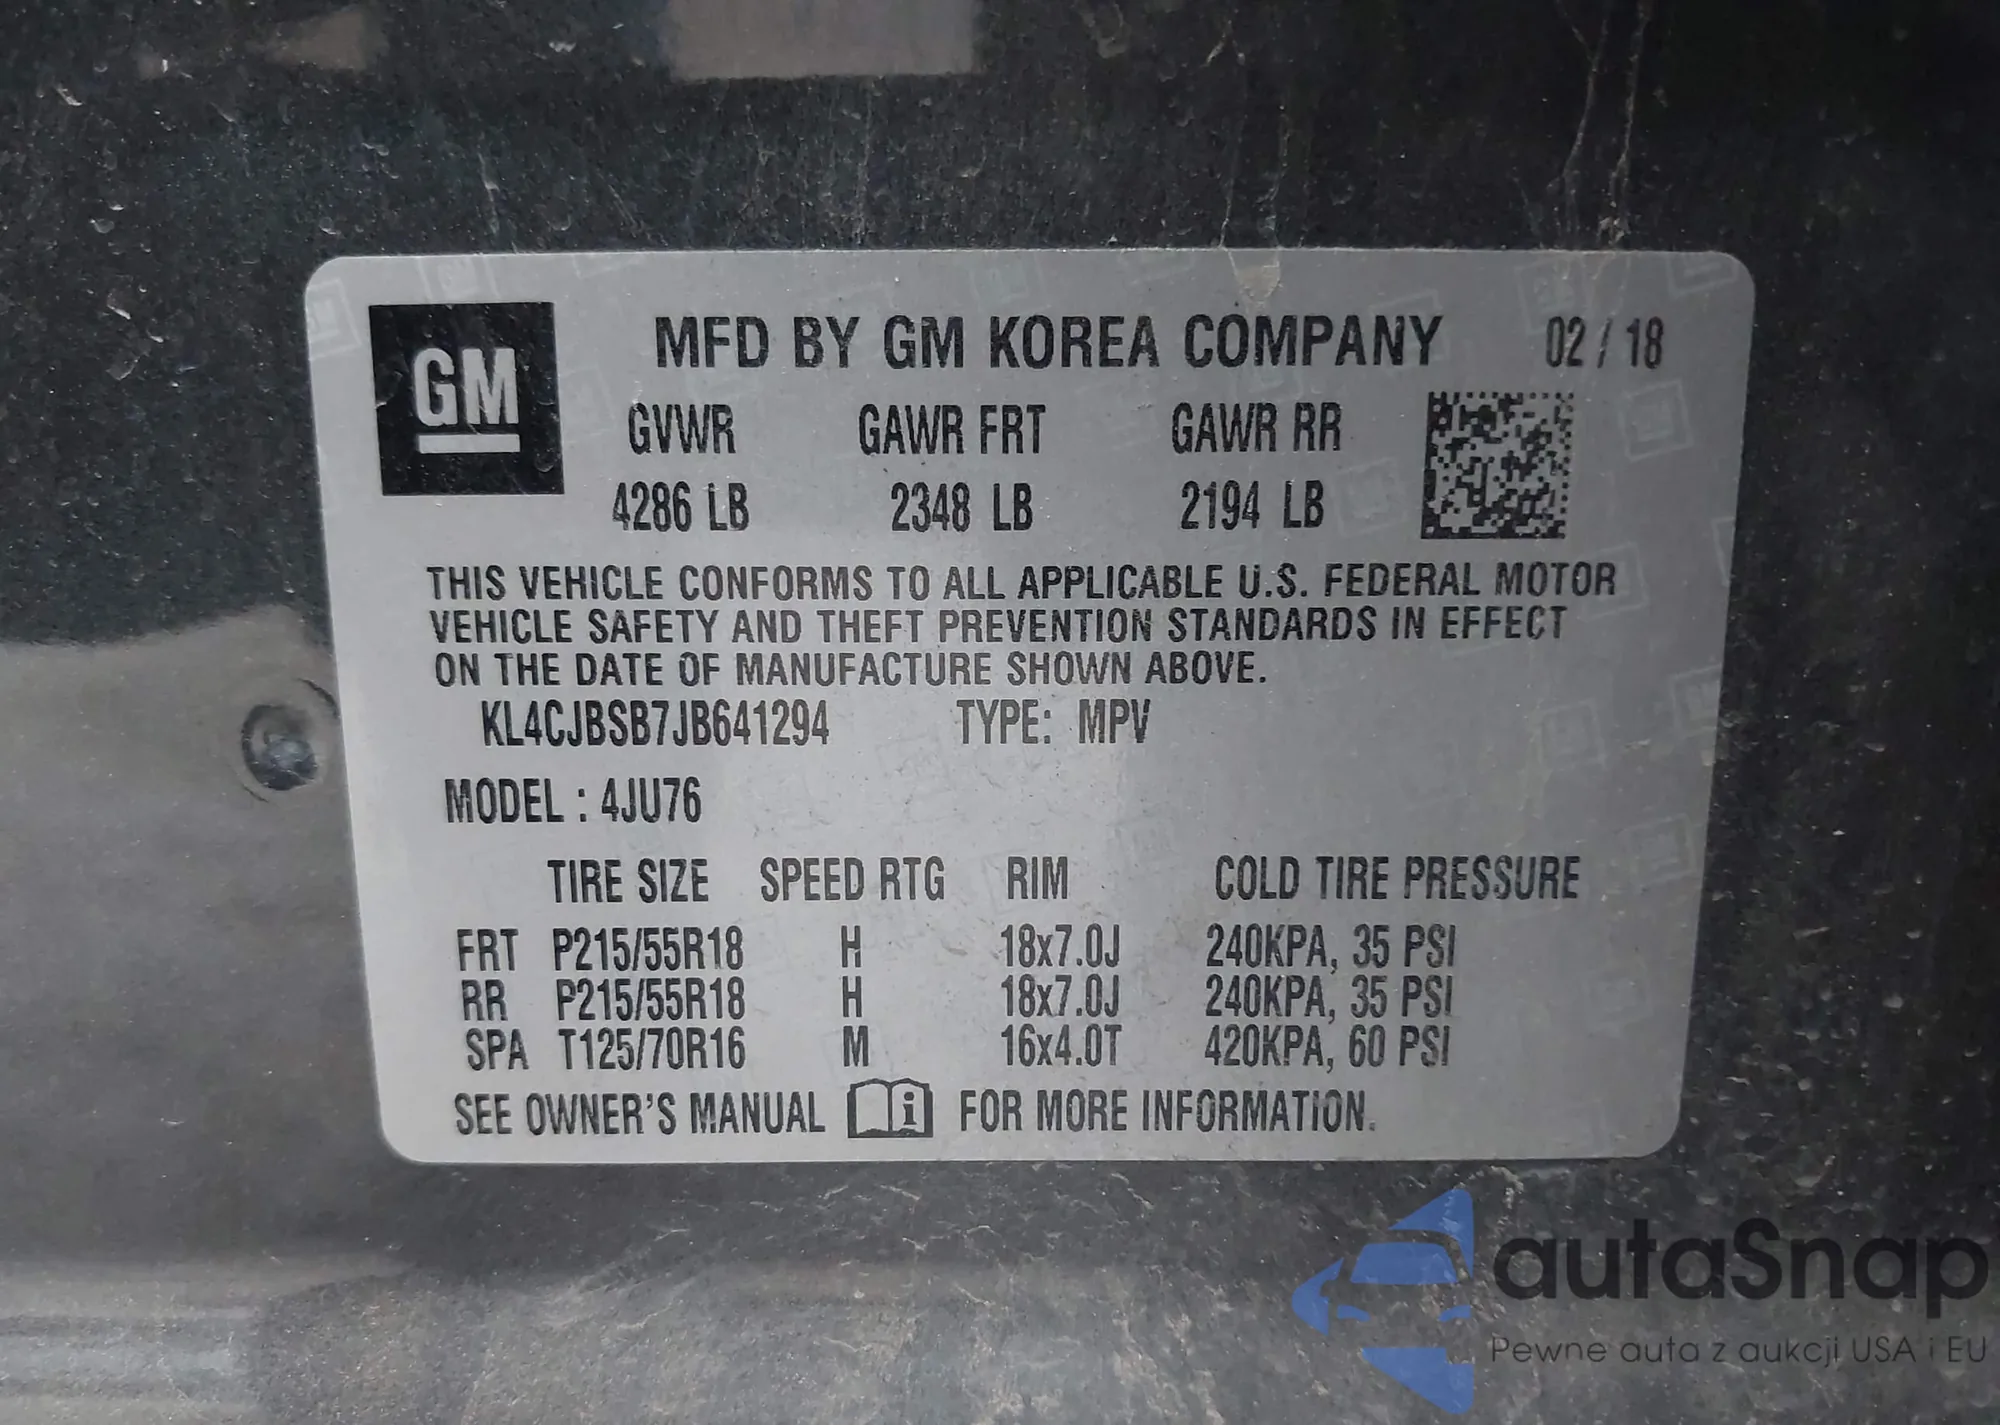 GM
MFD BY GM KOREA COMPANY 02 / 18
GVWR GAWR FRT GAWR RR
4286 LB 2348 LB 2194 LB
THIS VEHICLE CONFORMS TO ALL APPLICABLE U.S. FEDERAL MOTOR
VEHICLE SAFETY AND THEFT PREVENTION STANDARDS IN EFFECT
ON THE DATE OF MANUFACTURE SHOWN ABOVE.
KL4CJBSB7JB641294 TYPE: MPV
MODEL : 4JU76
TIRE SIZE SPEED RTG RIM COLD TIRE PRESSURE
FRT P215/55R18 H 18x7.0J 240KPA, 35 PSI
RR P215/55R18 H 18x7.0J 240KPA, 35 PSI
SPA T125/70R16 M 16x4.0T 420KPA, 60 PSI
SEE OWNER'S MANUAL i FOR MORE INFORMATION.
autaSnap
Pewne auta z aukcji USA i EU